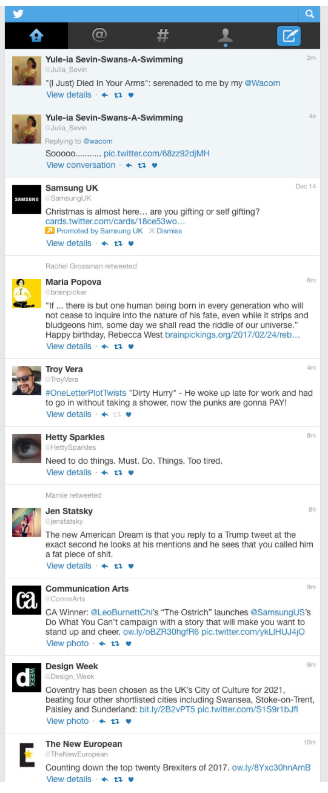 @ #
Yule-ia Sevin-Swans-A-Swimming 2m
@Julia_Sevin
"(I Just) Died In Your Arms": serenaded to me by my @Wacom
View details
Yule-ia Sevin-Swans-A-Swimming 4s
@Julia_Sevin
Replying to @wacom
Sooooo........... pic.twitter.com/68zz92djMH
View conversation
SAMSUNG
Samsung UK Dec 14
@SamsungUK
Christmas is almost here... are you gifting or self gifting?
cards.twitter.com/cards/18ce53wo...
Promoted by Samsung UK × Dismiss
View details
Rachel Grossman retweeted
Maria Popova 6m
@brainpicker
"If ... there is but one human being born in every generation who will
not cease to inquire into the nature of his fate, even while it strips and
bludgeons him, some day we shall read the riddle of our universe."
Happy birthday, Rebecca West brainpickings.org/2017/02/24/reb...
View details
Troy Vera 4m
@TroyVera
#OneLetterPlotTwists "Dirty Hurry" - He woke up late for work and had
to go in without taking a shower, now the punks are gonna PAY!
View details
Hetty Sparkles 8m
@HettySparkles
Need to do things. Must. Do. Things. Too tired.
View details
Marnie retweeted
Jen Statsky 8h
@jenstatsky
The new American Dream is that you reply to a Trump tweet at the
exact second he looks at his mentions and he sees that you called him
a fat piece of shit.
View details
ca
Communication Arts 9m
@CommArts
CA Winner: @LeoBurnettChi's "The Ostrich" launches @SamsungUS's
Do What You Can't campaign with a story that will make you want to
stand up and cheer. ow.ly/oBZR30hgfR6 pic.twitter.com/ykLlHUJ4jO
View photo
d WEEK
Design Week 9m
@Design_Week
Coventry has been chosen as the UK's City of Culture for 2021,
beating four other shortlisted cities including Swansea, Stoke-on-Trent,
Paisley and Sunderland: bit.ly/2B2vPT5 pic.twitter.com/S1S9r1bJfl
View photo
E
The New European 10m
@TheNewEuropean
Counting down the top twenty Brexiters of 2017. ow.ly/8Yxc30hnAmB
View details